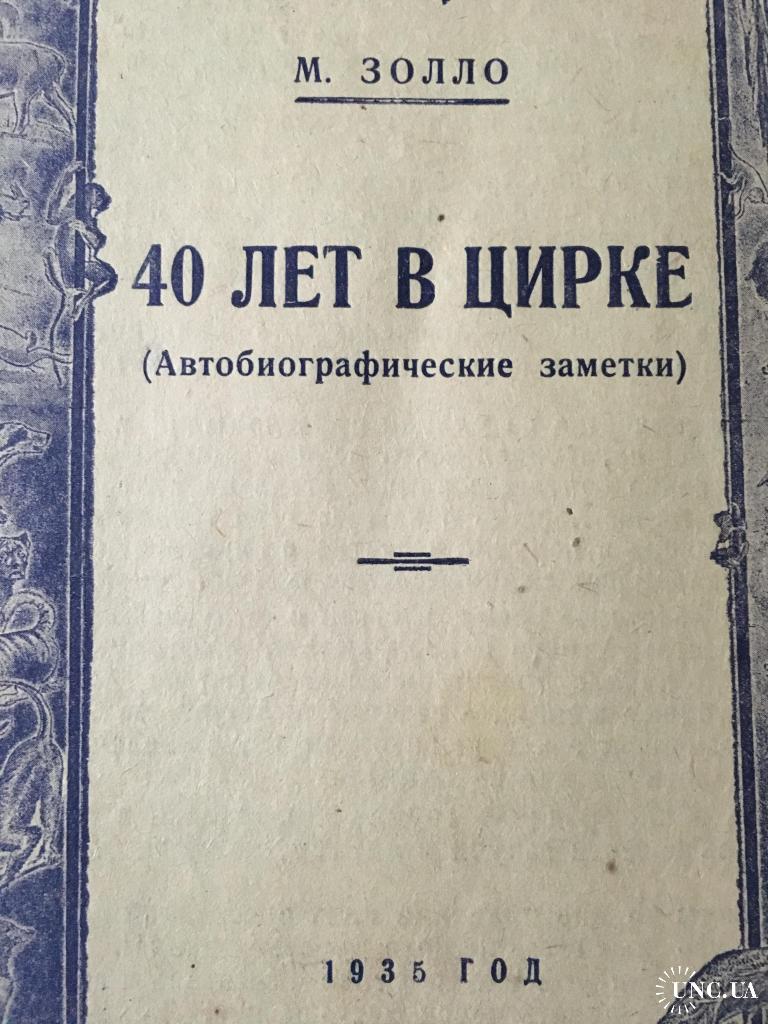 М. ЗОЛЛО
40 ЛЕТ В ЦИРКЕ
(Автобиографические заметки)
1935 ГОД
UNC.UA